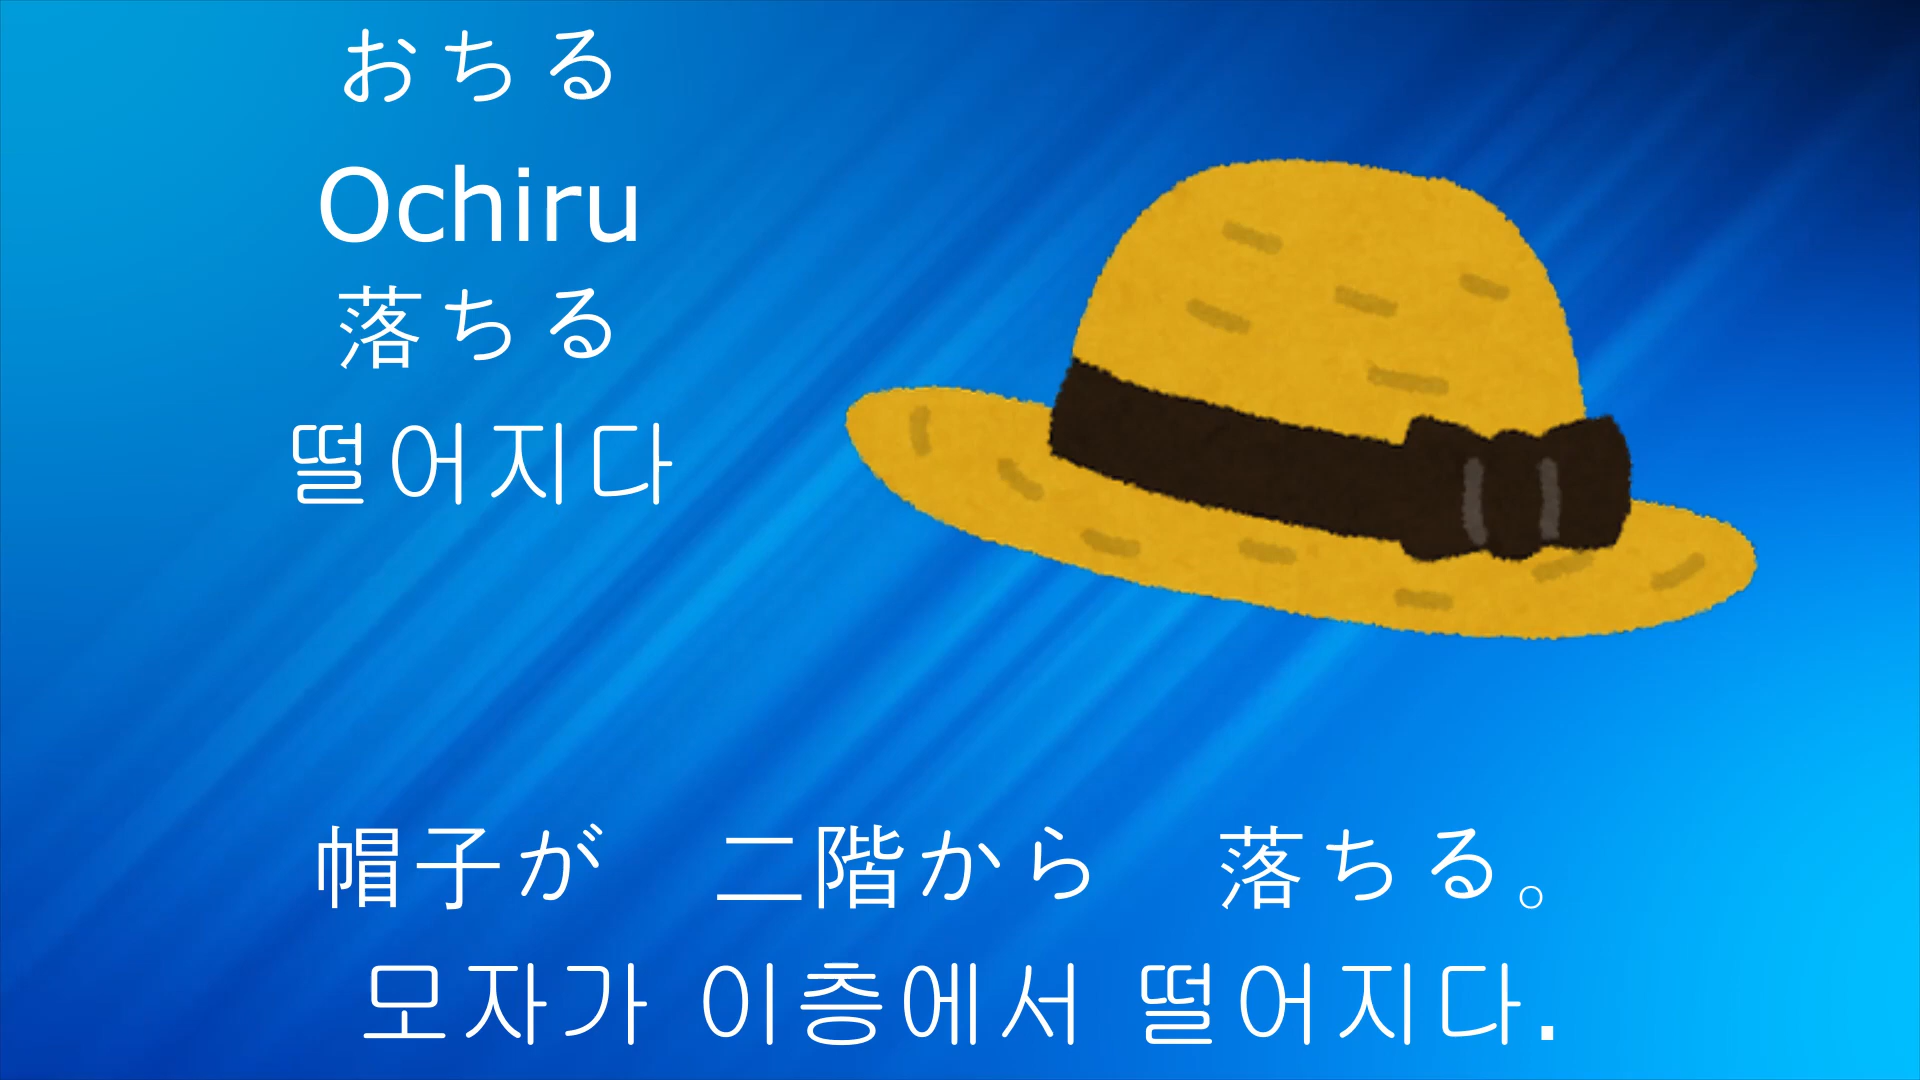 おちる
Ochiru
落ちる
떨어지다
帽子が　二階から　落ちる。
모자가 이층에서 떨어지다.